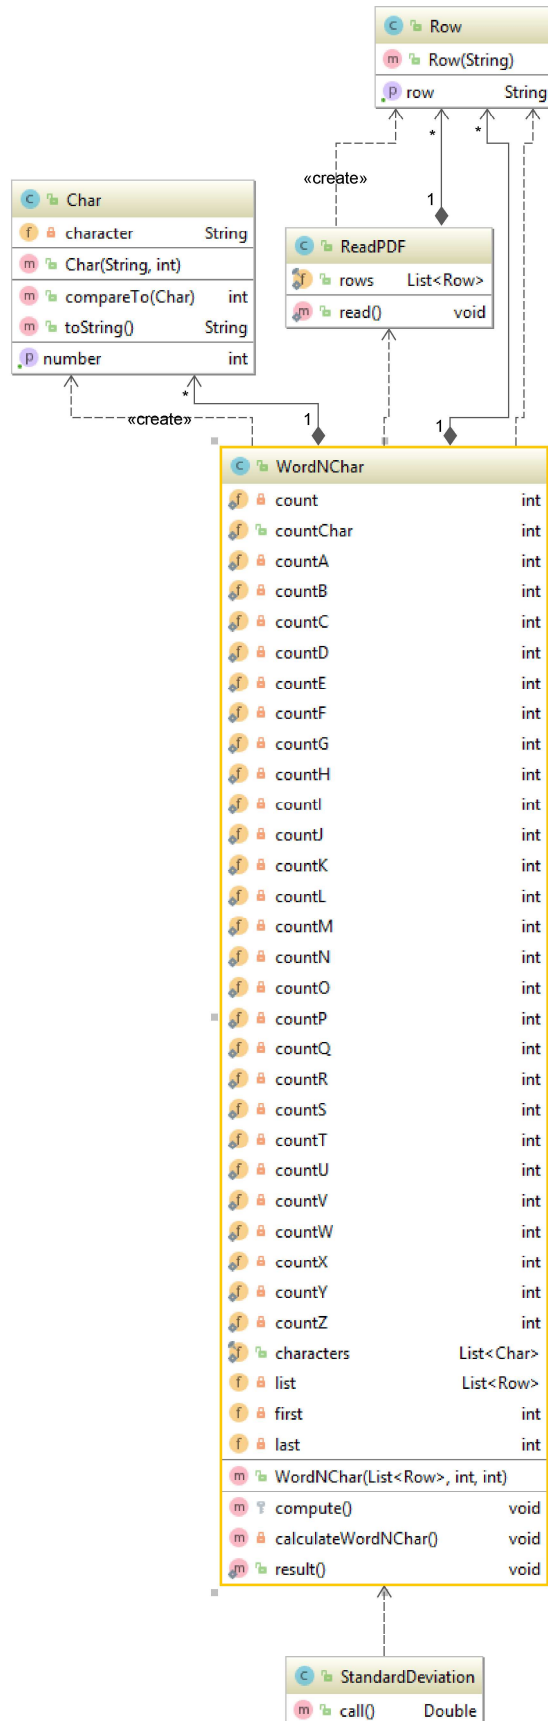 Row
Row(String)
row String
* *
«create»
1
Char
character String
Char(String, int)
compareTo(Char) int
toString() String
number int
ReadPDF
rows List<Row>
read() void
*
«create»
1 1
WordNChar
count int
countChar int
countA int
countB int
countC int
countD int
countE int
countF int
countG int
countH int
countI int
countJ int
countK int
countL int
countM int
countN int
countO int
countP int
countQ int
countR int
countS int
countT int
countU int
countV int
countW int
countX int
countY int
countZ int
characters List<Char>
list List<Row>
first int
last int
WordNChar(List<Row>, int, int)
compute() void
calculateWordNChar() void
result() void
StandardDeviation
call() Double